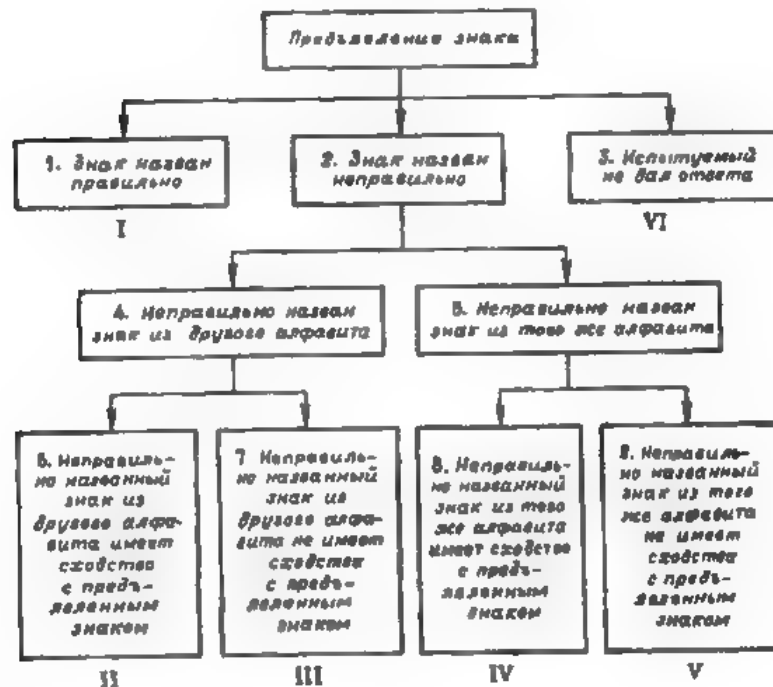 Предъявление знака
1. Знак назван
правильно
2. Знак назван
неправильно
3. Испытуемый
не дал ответа
I
VI
4. Неправильно назван
знак из другого алфавита
5. Неправильно назван
знак из того же алфавита
6. Неправиль-
но названный
знак из
другого алфа-
вита имеет
сходство
с предъ-
явленным
знаком
7 Неправиль-
но названный
знак из
другого алфа-
вита не имеет
сходства
с предъ-
явленным
знаком
8. Неправиль-
но названный
знак из того
же алфавита
имеет сходство
с предъ-
явленным
знаком
9. Неправиль-
но названный
знак из того
же алфавита
не имеет
сходства
с предъ-
явленным
знаком
II
III
IV
V